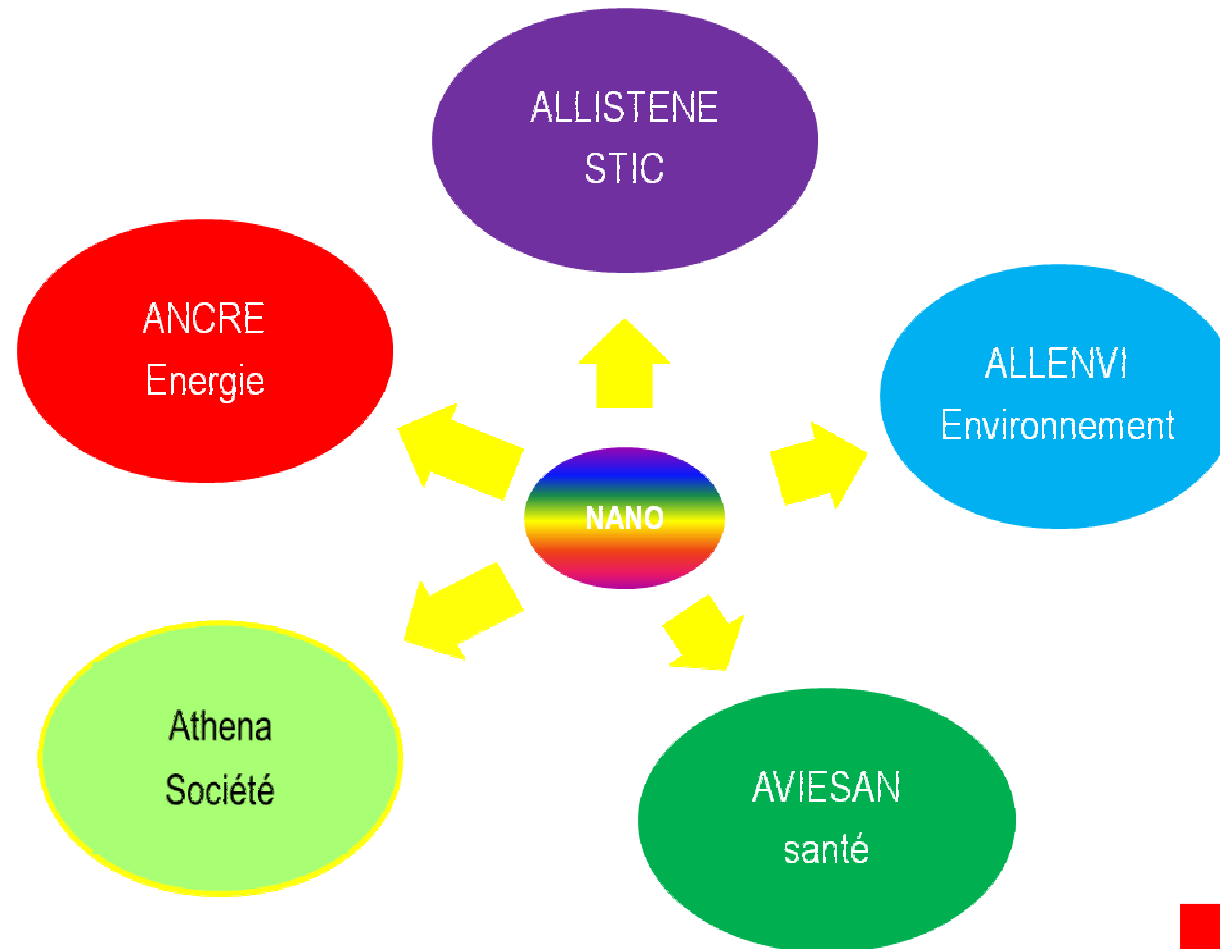 ALLISTENE
STIC
ANCRE
Energie
ALLENVI
Environnement
NANO
Athena
Société
AVIESAN
santé